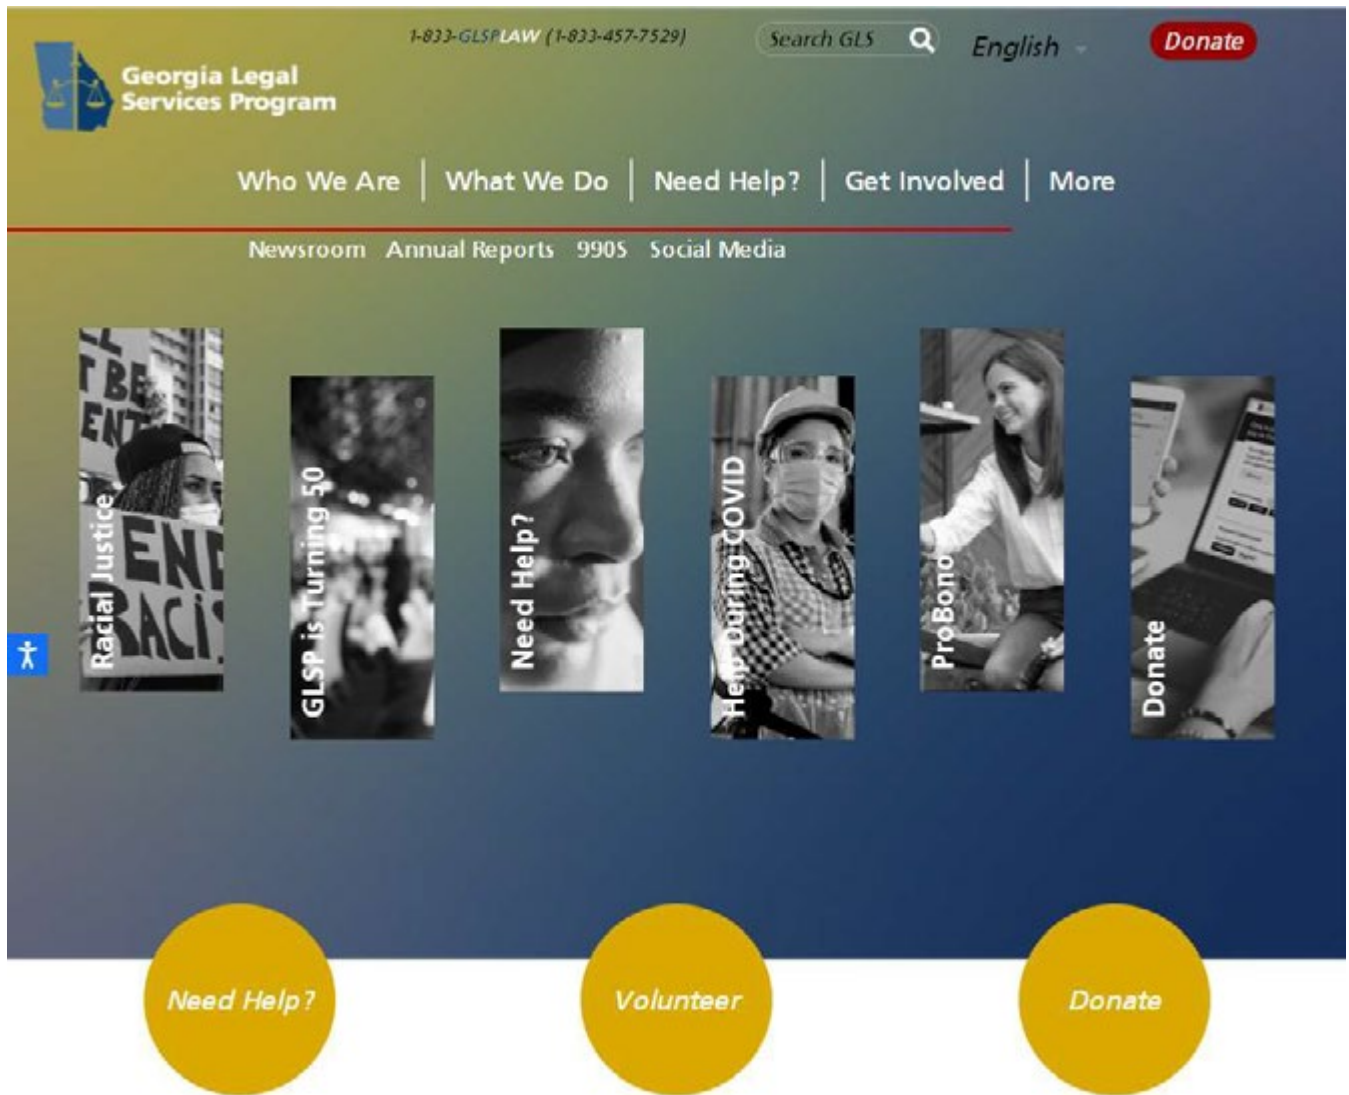 1-833-GLSPLAW (1-833-457-7529)
Search GLS
English
Donate
Georgia Legal
Services Program
Who We Are
What We Do
Need Help?
Get Involved
More
Newsroom Annual Reports 990S Social Media
T BE
ENT
END
RACIS
Racial Justice
GLSP is Turning 50
Need Help?
Help During COVID
ProBono
Donate
Need Help?
Volunteer
Donate